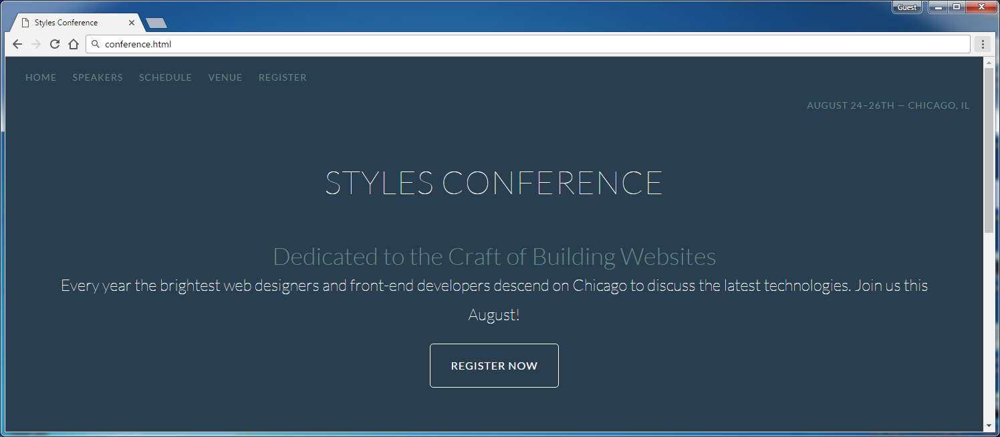 Guest
Styles Conference
conference.html
HOME SPEAKERS SCHEDULE VENUE REGISTER
AUGUST 24–26TH — CHICAGO, IL
STYLES CONFERENCE
Dedicated to the Craft of Building Websites
Every year the brightest web designers and front-end developers descend on Chicago to discuss the latest technologies. Join us this
August!
REGISTER NOW